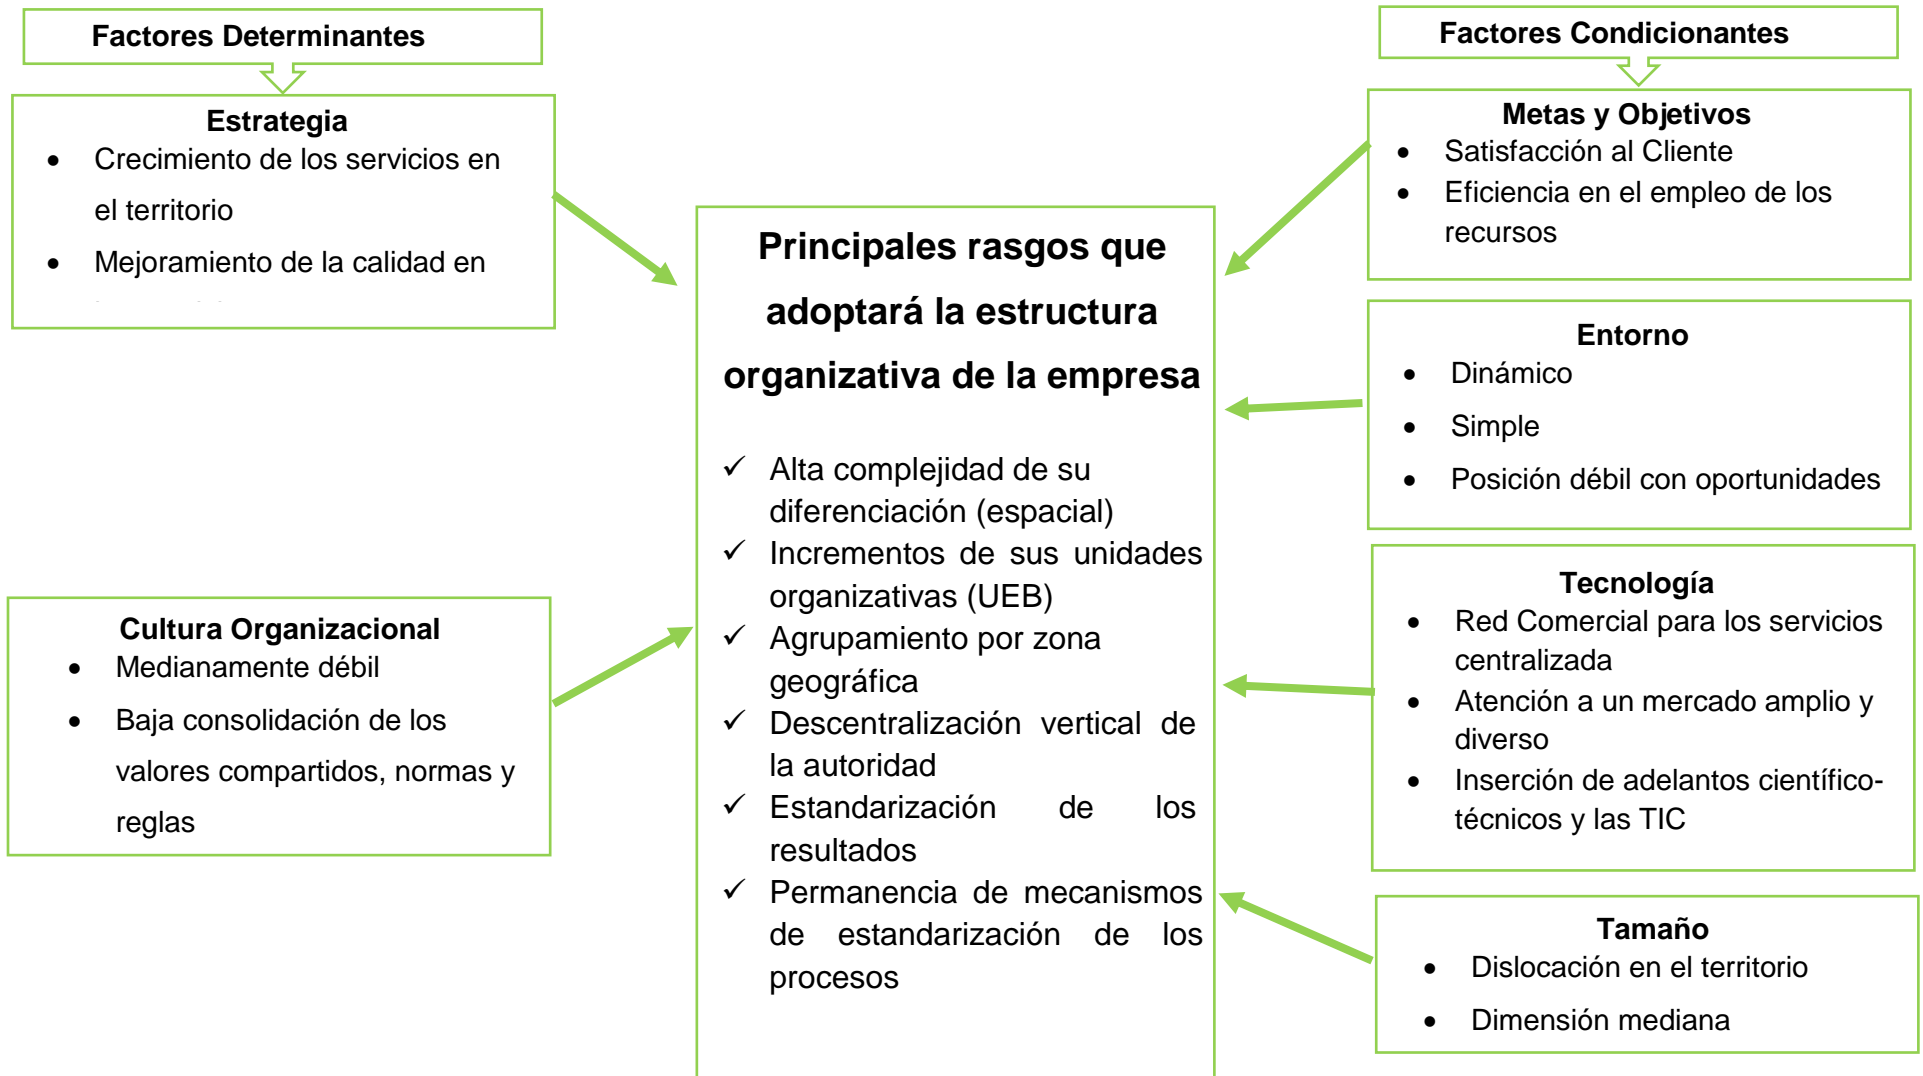 Factores Determinantes
Estrategia
• Crecimiento de los servicios en
el territorio
• Mejoramiento de la calidad en
Cultura Organizacional
• Medianamente débil
• Baja consolidación de los
valores compartidos, normas y
reglas
Principales rasgos que
adoptará la estructura
organizativa de la empresa
✓ Alta complejidad de su
diferenciación (espacial)
✓ Incrementos de sus unidades
organizativas (UEB)
✓ Agrupamiento por zona
geográfica
✓ Descentralización vertical de
la autoridad
✓ Estandarización de los
resultados
✓ Permanencia de mecanismos
de estandarización de los
procesos
Factores Condicionantes
Metas y Objetivos
• Satisfacción al Cliente
• Eficiencia en el empleo de los
recursos
Entorno
• Dinámico
• Simple
• Posición débil con oportunidades
Tecnología
• Red Comercial para los servicios
centralizada
• Atención a un mercado amplio y
diverso
• Inserción de adelantos científico-
técnicos y las TIC
Tamaño
• Dislocación en el territorio
• Dimensión mediana